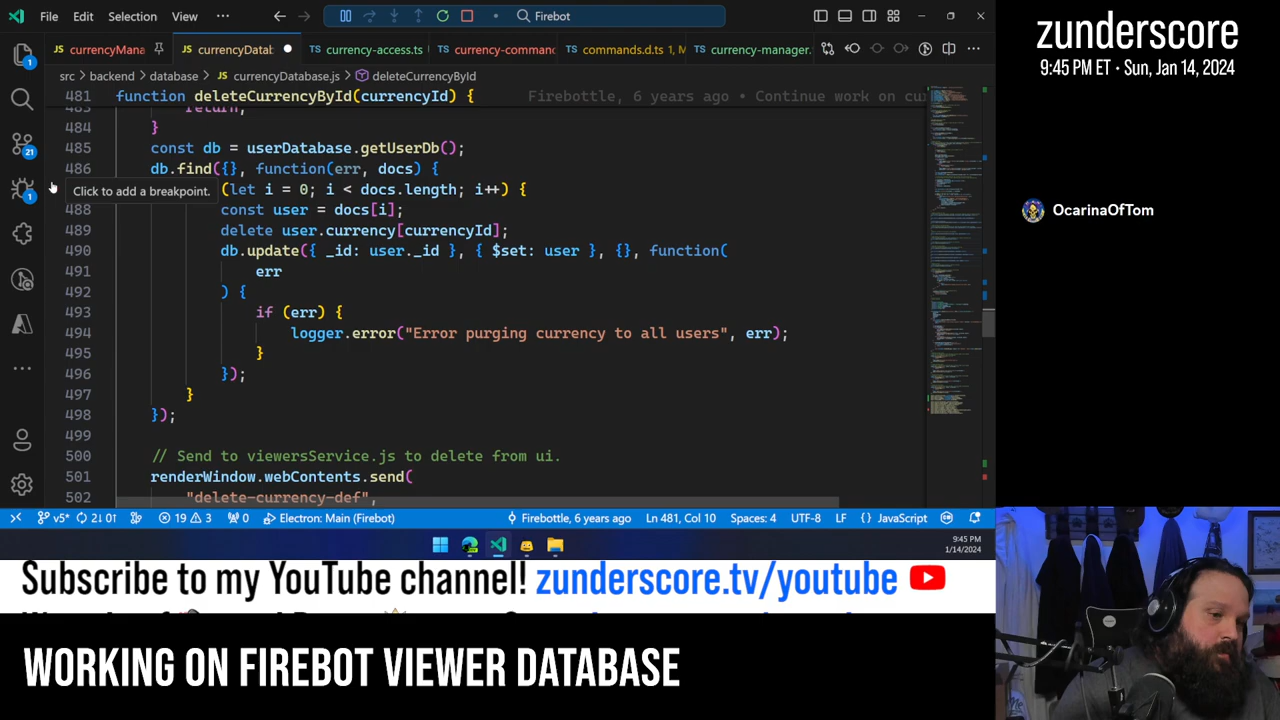 File Edit Selection View ··· Firebot
currencyMana currencyDatab currency-access.ts currency-comman commands.d.ts 1, M currency-manager.
src > backend > database > currencyDatabase.js > deleteCurrencyById
481 function deleteCurrencyById(currencyId) { Firebottle, 6 years ago • Continue work on cur
484 }
485 const db = userDatabase.getUserDb();
486 db.find({}, function(err, docs) {
Click to add a breakpoint. (let i = 0; i < docs.length; i++) {
488 const user = docs[i];
489 delete user.currency[currencyId];
490 db.update({ _id: user._id }, { $set: user }, {}, function(
491 err
492 ) {
493 if (err) {
494 logger.error("Error purging currency to all users", err);
495 }
496 });
497 }
498 });
499
500 // Send to viewersService.js to delete from ui.
501 renderWindow.webContents.send(
502 "delete-currency-def",
v5* 2↓ 0↑ 19 3 0 Electron: Main (Firebot) Firebottle, 6 years ago Ln 481, Col 10 Spaces: 4 UTF-8 LF {} JavaScript
9:45 PM
1/14/2024
zunderscore
9:45 PM ET • Sun, Jan 14, 2024
OcarinaOfTom
Subscribe to my YouTube channel! zunderscore.tv/youtube
WORKING ON FIREBOT VIEWER DATABASE